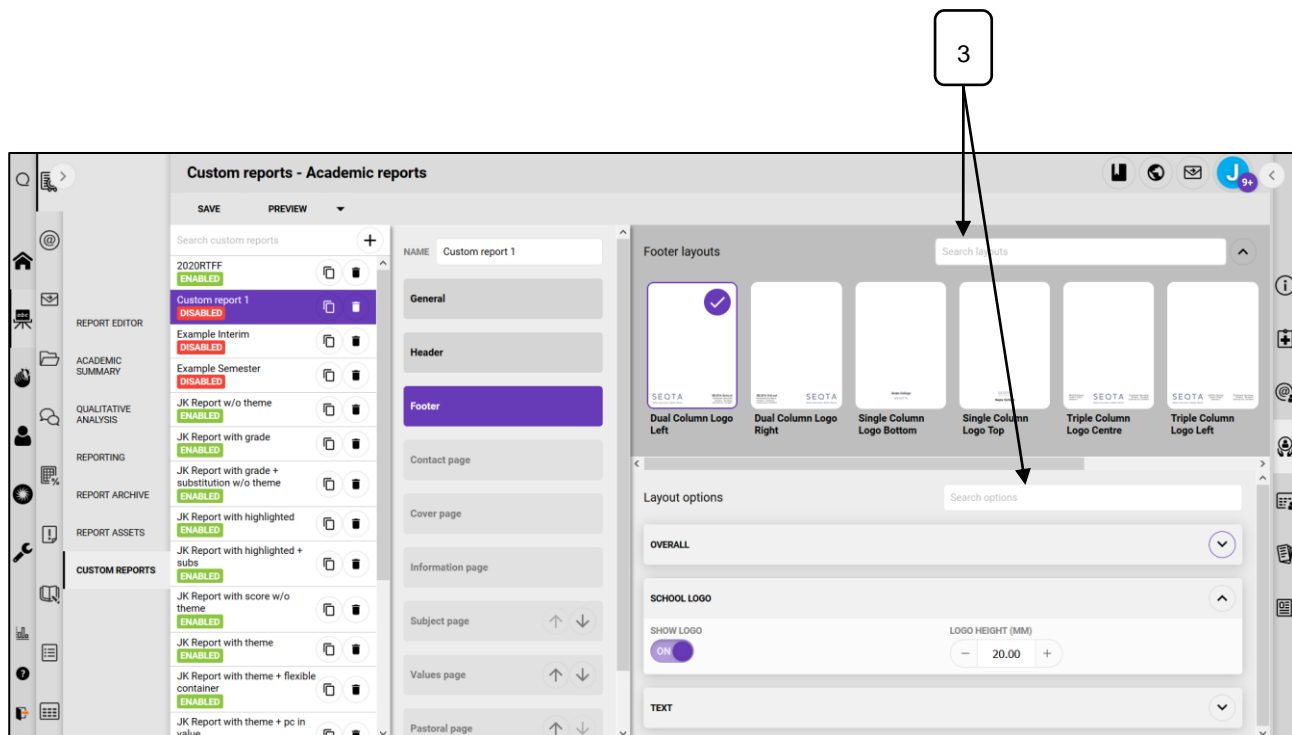 3
Custom reports - Academic reports
J
9+
SAVE
PREVIEW
REPORT EDITOR
ACADEMIC
SUMMARY
QUALITATIVE
ANALYSIS
REPORTING
REPORT ARCHIVE
REPORT ASSETS
CUSTOM REPORTS
Search custom reports
2020RTFF
ENABLED
Custom report 1
DISABLED
Example Interim
DISABLED
Example Semester
DISABLED
JK Report w/o theme
ENABLED
JK Report with grade
ENABLED
JK Report with grade +
substitution w/o theme
ENABLED
JK Report with highlighted
ENABLED
JK Report with highlighted +
subs
ENABLED
JK Report with score w/o
theme
ENABLED
JK Report with theme
ENABLED
JK Report with theme + flexible
container
ENABLED
JK Report with theme + pc in
value
NAME
Custom report 1
General
Header
Footer
Contact page
Cover page
Information page
Subject page
Values page
Pastoral page
Footer layouts
Search layouts
SEQTA
SEQTA
SEQTA
SEQTA
SEQTA
Dual Column Logo
Left
Dual Column Logo
Right
Single Column
Logo Bottom
Single Column
Logo Top
Triple Column
Logo Centre
Triple Column
Logo Left
Layout options
Search options
OVERALL
SCHOOL LOGO
SHOW LOGO
ON
LOGO HEIGHT (MM)
20.00
TEXT